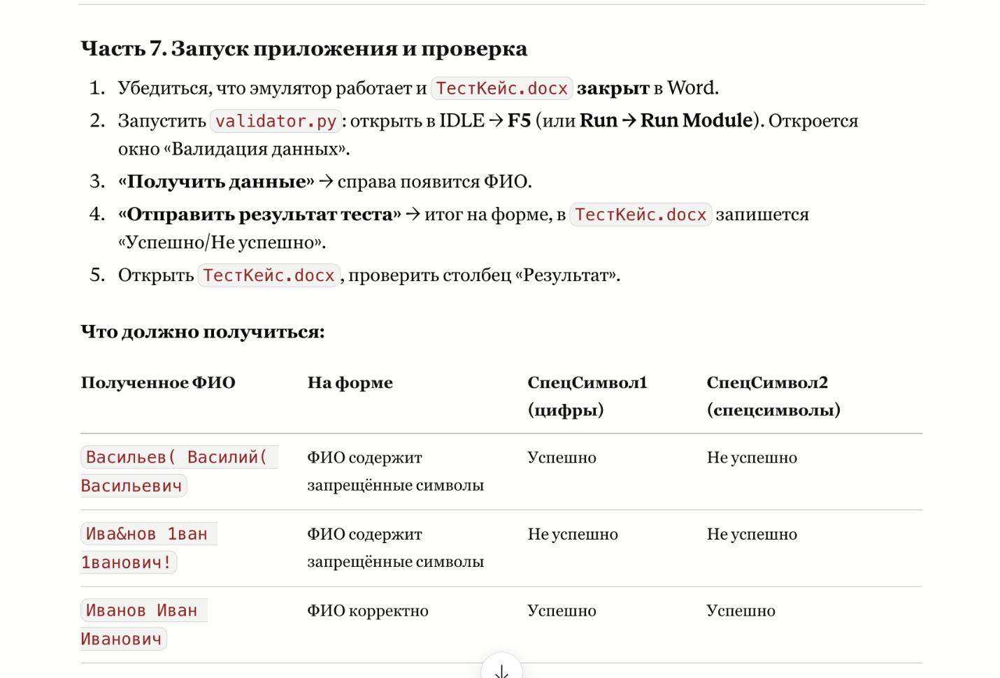 Часть 7. Запуск приложения и проверка
1. Убедиться, что эмулятор работает и ТестКейс.docx закрыт в Word.
2. Запустить validator.py: открыть в IDLE → F5 (или Run → Run Module). Откроется
окно «Валидация данных».
3. «Получить данные» → справа появится ФИО.
4. «Отправить результат теста» → итог на форме, в ТестКейс.docx запишется
«Успешно/Не успешно».
5. Открыть ТестКейс.docx, проверить столбец «Результат».
Что должно получиться:
Полученное ФИО На форме СпецСимвол1 СпецСимвол2
(цифры) (спецсимволы)
Васильев( Василий( ФИО содержит Успешно Не успешно
Васильевич запрещённые символы
Ива&нов 1ван ФИО содержит Не успешно Не успешно
1ванович! запрещённые символы
Иванов Иван ФИО корректно Успешно Успешно
Иванович